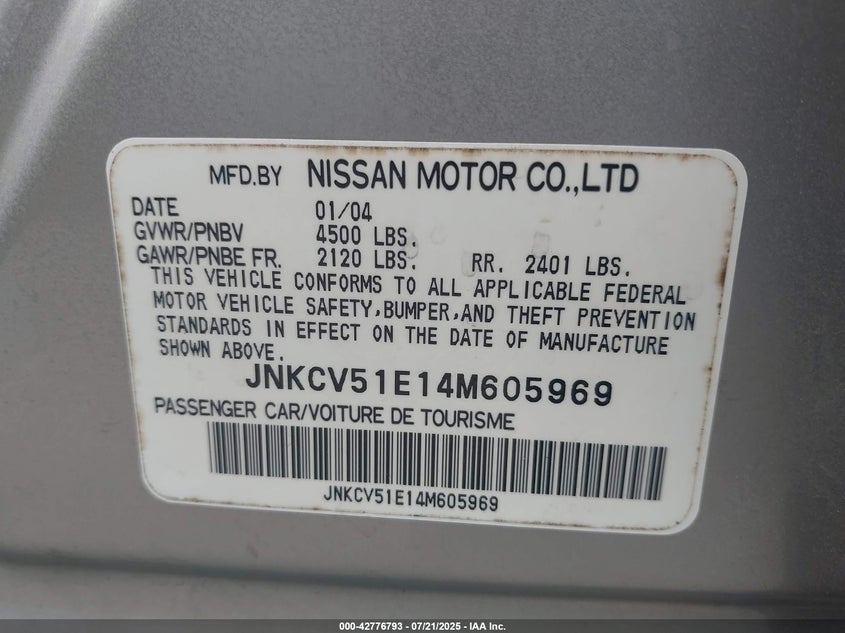 MFD.BY NISSAN MOTOR CO.,LTD
DATE 01/04
GVWR/PNBV 4500 LBS.
GAWR/PNBE FR. 2120 LBS. RR. 2401 LBS.
THIS VEHICLE CONFORMS TO ALL APPLICABLE FEDERAL
MOTOR VEHICLE SAFETY,BUMPER,AND THEFT PREVENTION
STANDARDS IN EFFECT ON THE DATE OF MANUFACTURE
SHOWN ABOVE.
JNKCV51E14M605969
PASSENGER CAR/VOITURE DE TOURISME
JNKCV51E14M605969
000-42776793 - 07/21/2025 - IAA Inc.